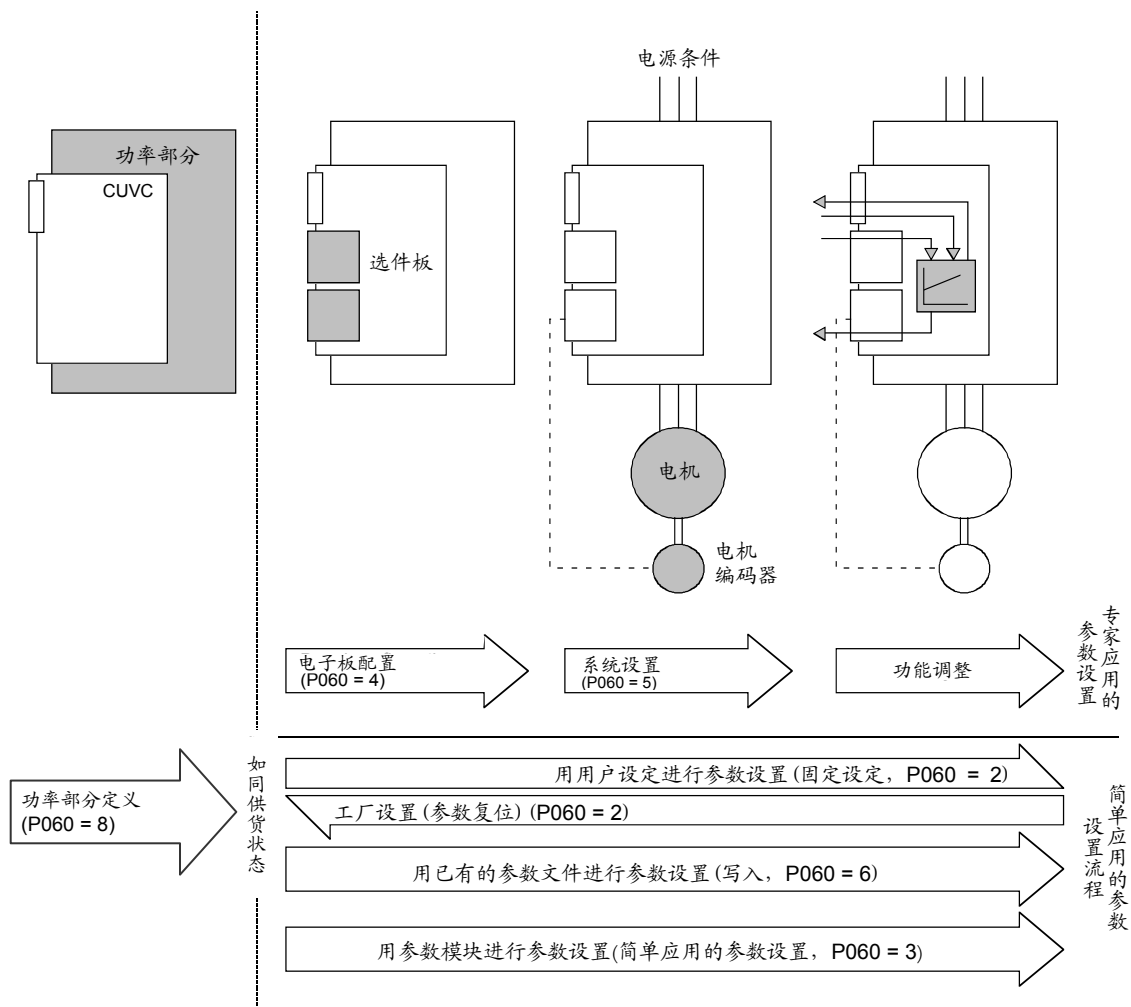 电源条件
功率部分
CUVC
选件板
电机
电机
编码器
电子板配置
(P060 = 4)
系统设置
(P060 = 5)
功能调整
专家应用的
参数设置
功率部分定义
(P060 = 8)
如同供货状态
用用户设定进行参数设置(固定设定, P060 = 2)
工厂设置(参数复位) (P060 = 2)
用已有的参数文件进行参数设置(写入, P060 = 6)
用参数模块进行参数设置(简单应用的参数设置, P060 = 3)
简单应用的参数
设置流程